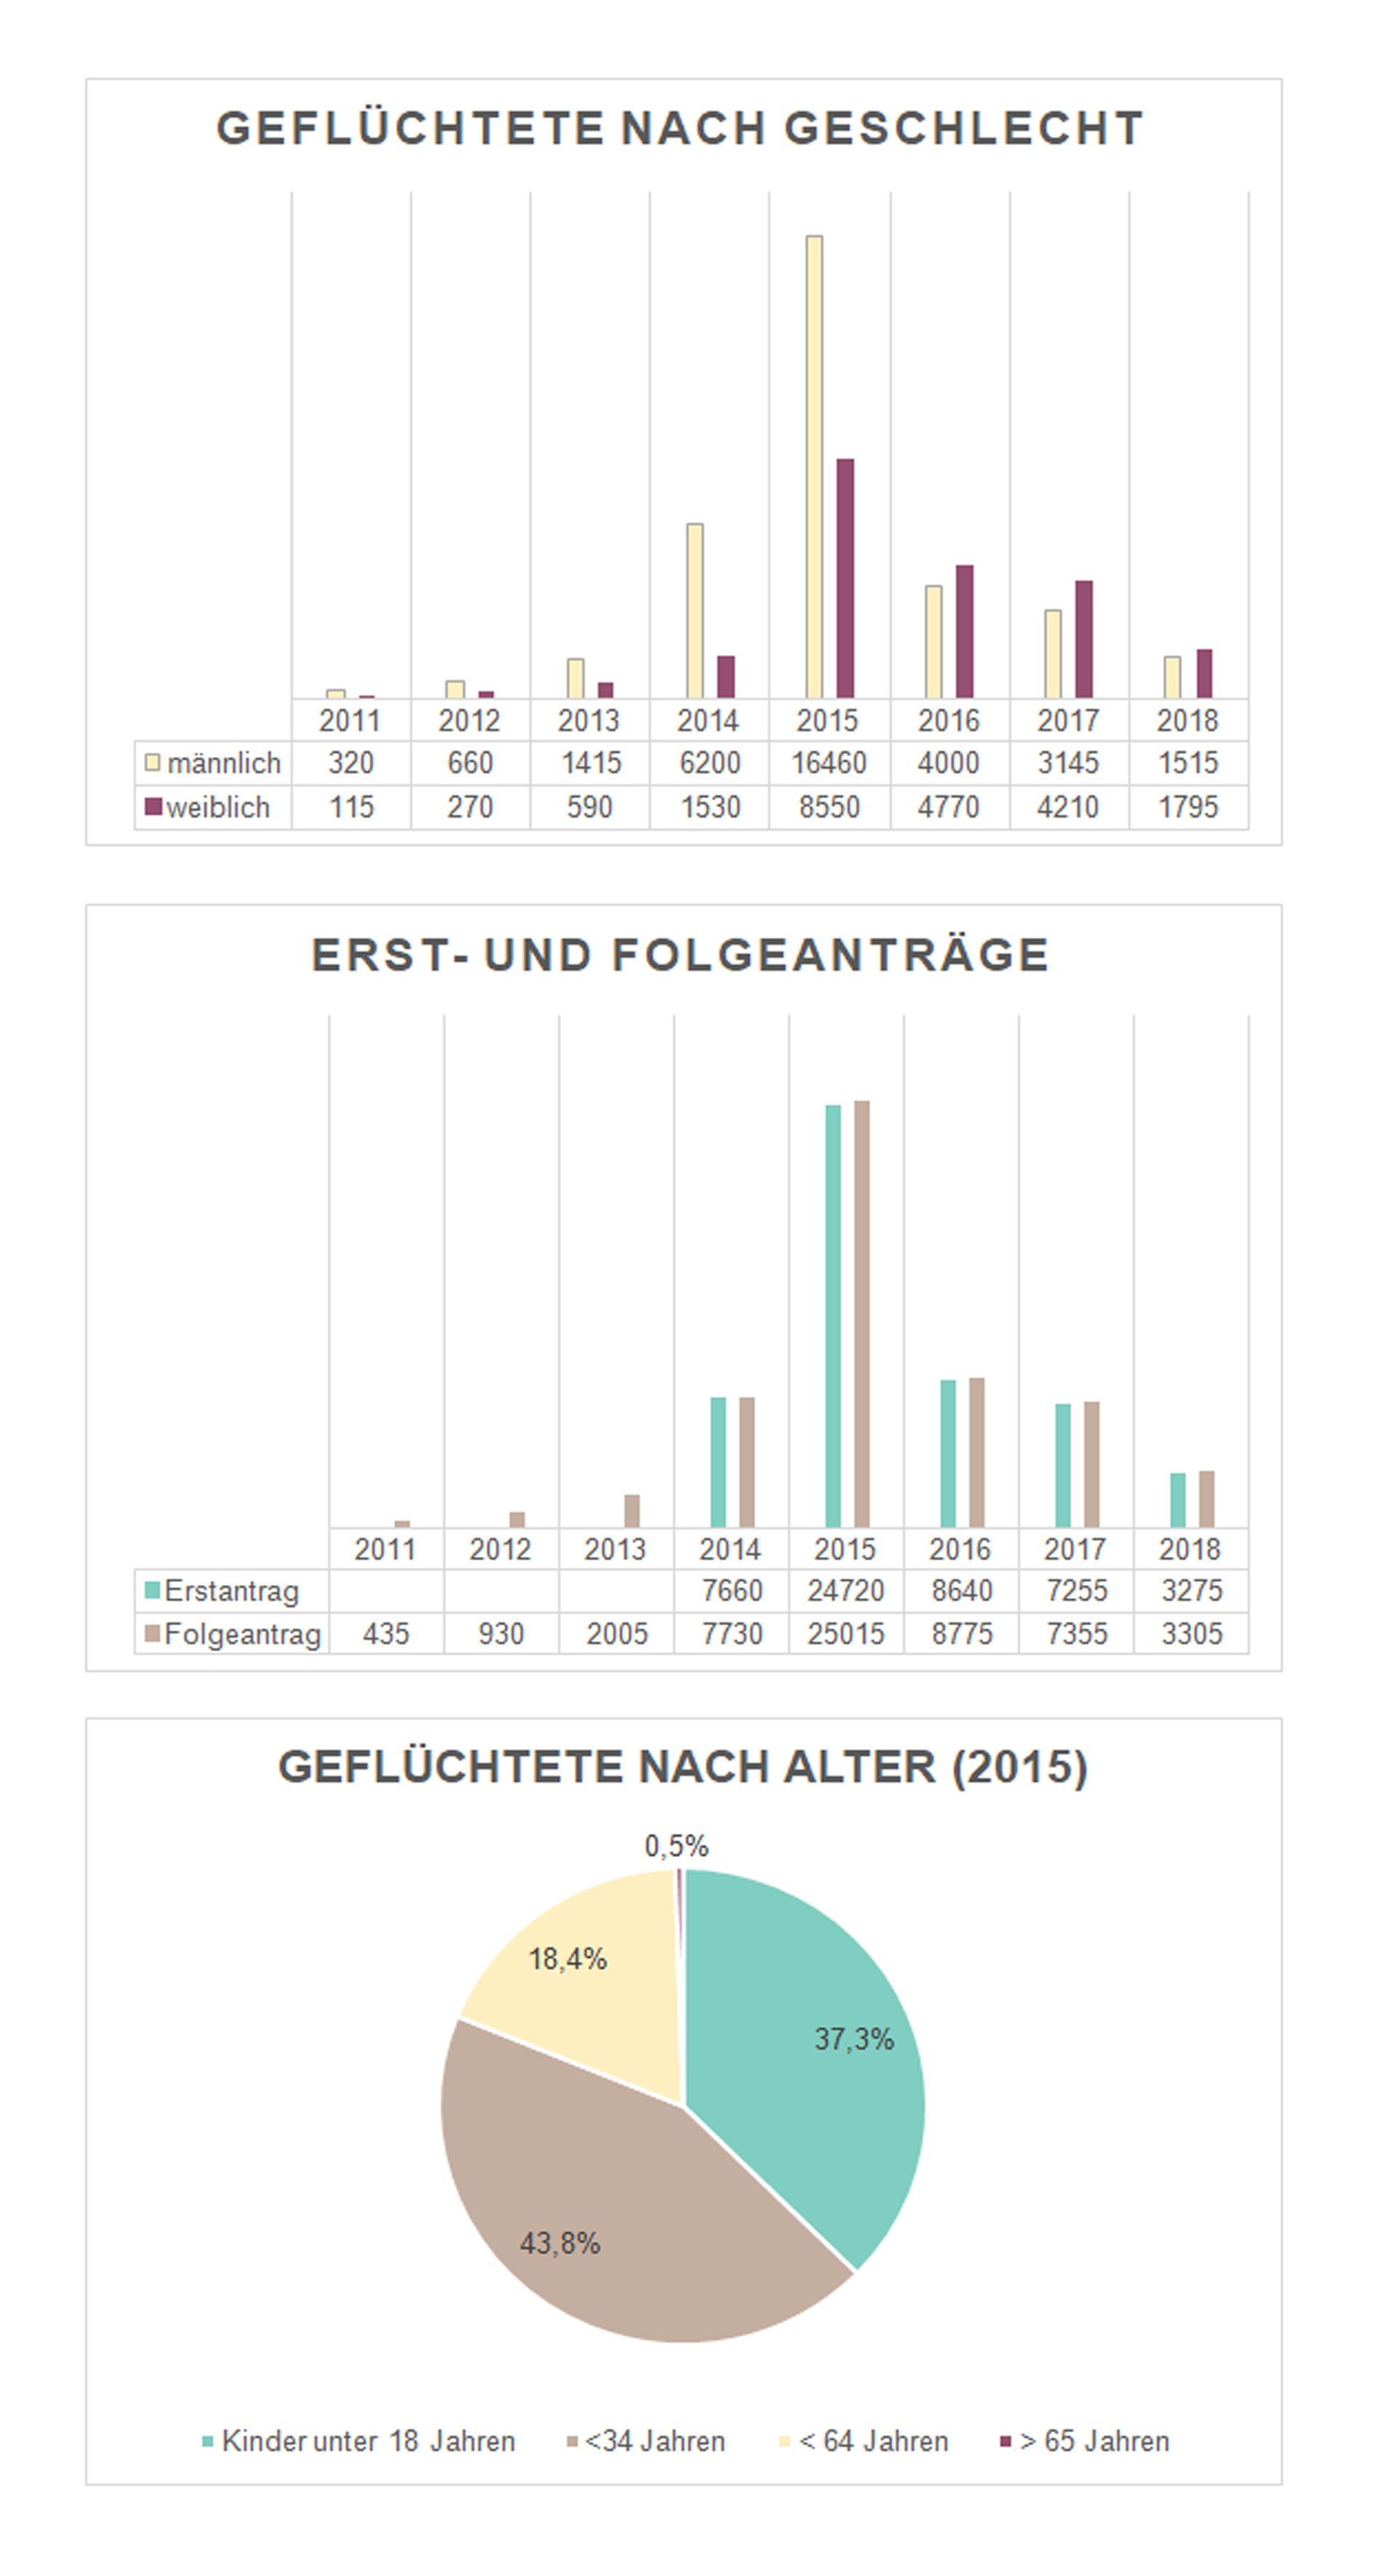 GEFLÜCHTETE NACH GESCHLECHT
2011 2012 2013 2014 2015 2016 2017 2018
männlich 320 660 1415 6200 16460 4000 3145 1515
weiblich 115 270 590 1530 8550 4770 4210 1795
ERST- UND FOLGEANTRÄGE
2011 2012 2013 2014 2015 2016 2017 2018
Erstantrag 7660 24720 8640 7255 3275
Folgeantrag 435 930 2005 7730 25015 8775 7355 3305
GEFLÜCHTETE NACH ALTER (2015)
0,5%
18,4%
37,3%
43,8%
Kinder unter 18 Jahren <34 Jahren < 64 Jahren > 65 Jahren